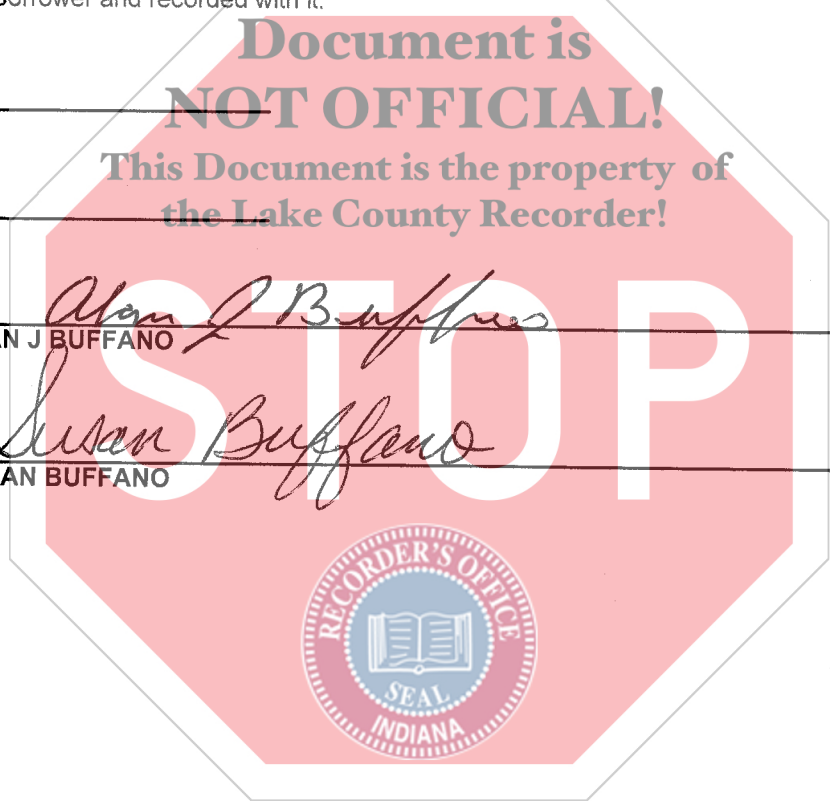 orrower and recorded with it.
Document is
NOT OFFICIAL!
This Document is the property of
the Lake County Recorder!
STOP
Alan J Buffano
N J BUFFANO
Susan Buffano
AN BUFFANO
RECORDER'S OFFICE
SEAL
INDIANA